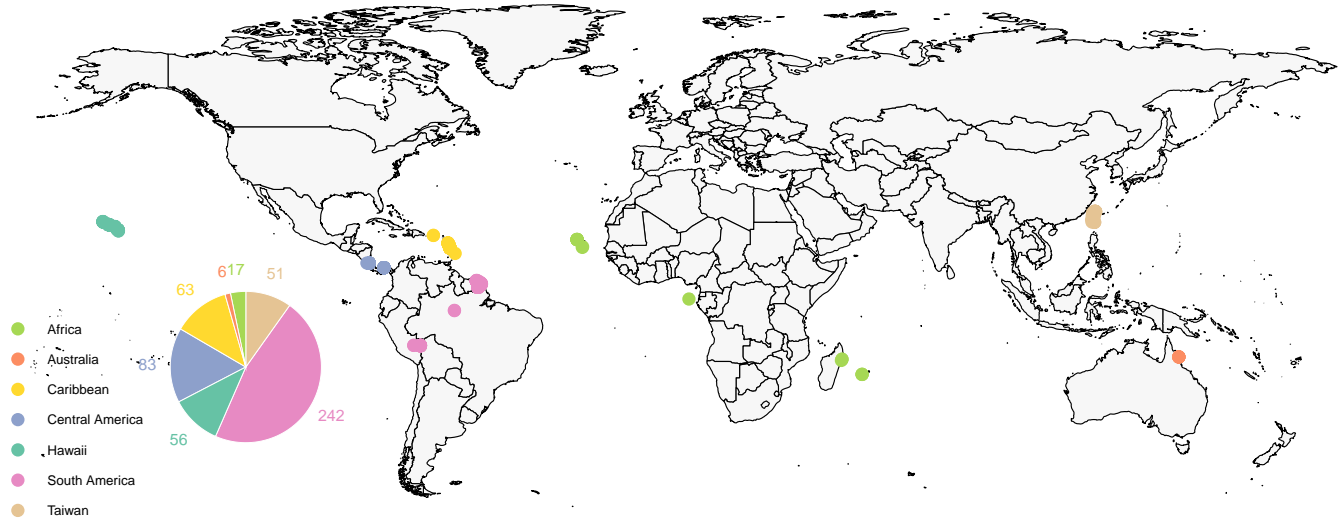 6 17 51
63
83
242
56
Africa
Australia
Caribbean
Central America
Hawaii
South America
Taiwan